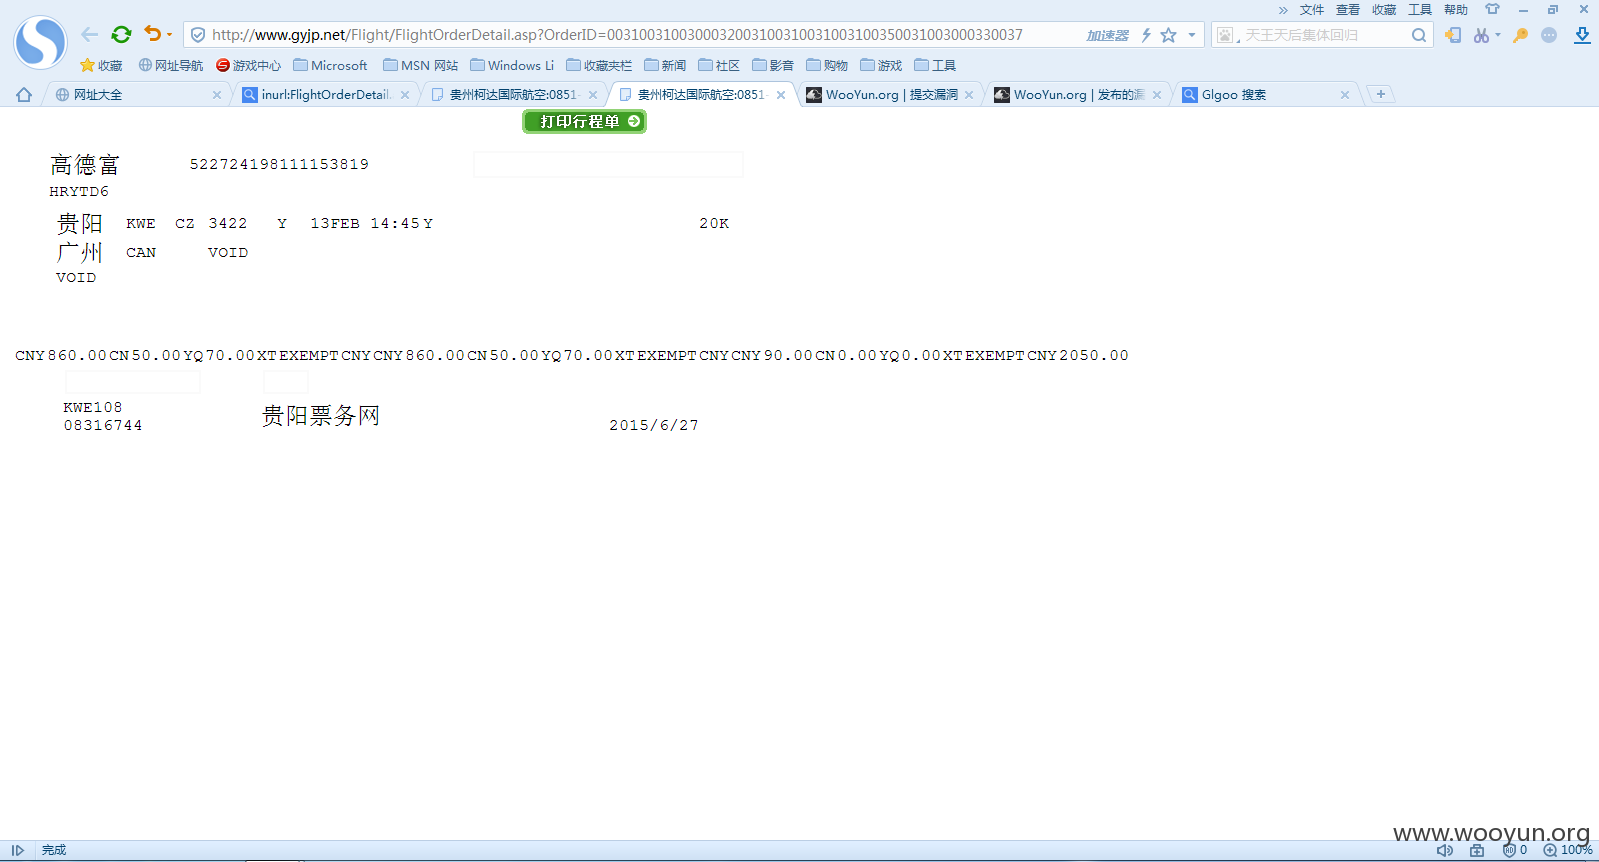 » 文件 查看 收藏 工具 帮助
http://www.gyjp.net/Flight/FlightOrderDetail.asp?OrderID=003100310030003200310031003100310035003100300033003​7 加速器 天王天后集体回归
收藏 网址导航 游戏中心 Microsoft MSN 网站 Windows Li 收藏夹栏 新闻 社区 影音 购物 游戏 工具
网址大全 inurl:FlightOrderDetail. 贵州柯达国际航空:0851- 贵州柯达国际航空:0851- WooYun.org | 提交漏洞 WooYun.org | 发布的漏 Glgoo 搜索
打印行程单
高德富 522724198111153819
HRYTD6
贵阳 KWE CZ 3422 Y 13FEB 14:45 Y 20K
广州 CAN VOID
VOID
CNY860.00CN50.00YQ70.00XTEXEMPTCNYCNY860.00CN50.00YQ70.00XTEXEMPTCNYCNY90.00CN0.00YQ0.00XTEXEMPTCNY2050.00
KWE108
08316744 贵阳票务网 2015/6/27
www.wooyun.org
完成 0 100%